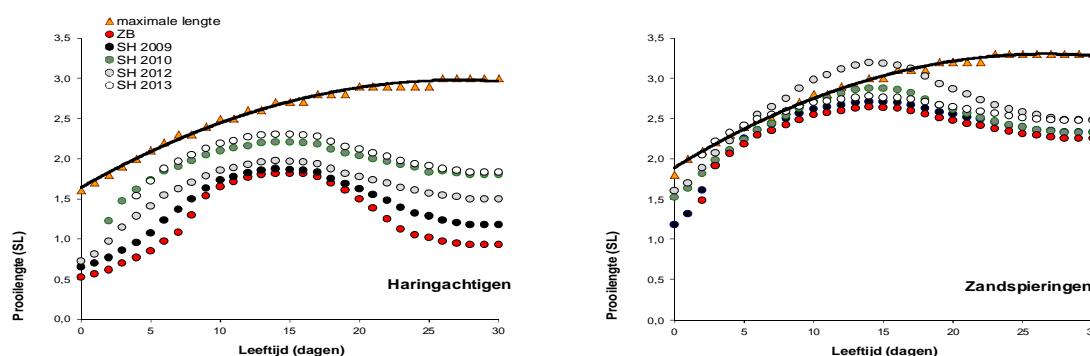 maximale lengte
ZB
SH 2009
SH 2010
SH 2012
SH 2013
3,5
3,0
2,5
2,0
1,5
1,0
0,5
0,0
Prooilengte (SL)
0 5 10 15 20 25 30
Leeftijd (dagen)
Haringachtigen
3,5
3,0
2,5
2,0
1,5
1,0
0,5
0,0
Prooilengte (SL)
0 5 10 15 20 25 30
Leeftijd (dagen)
Zandspieringen